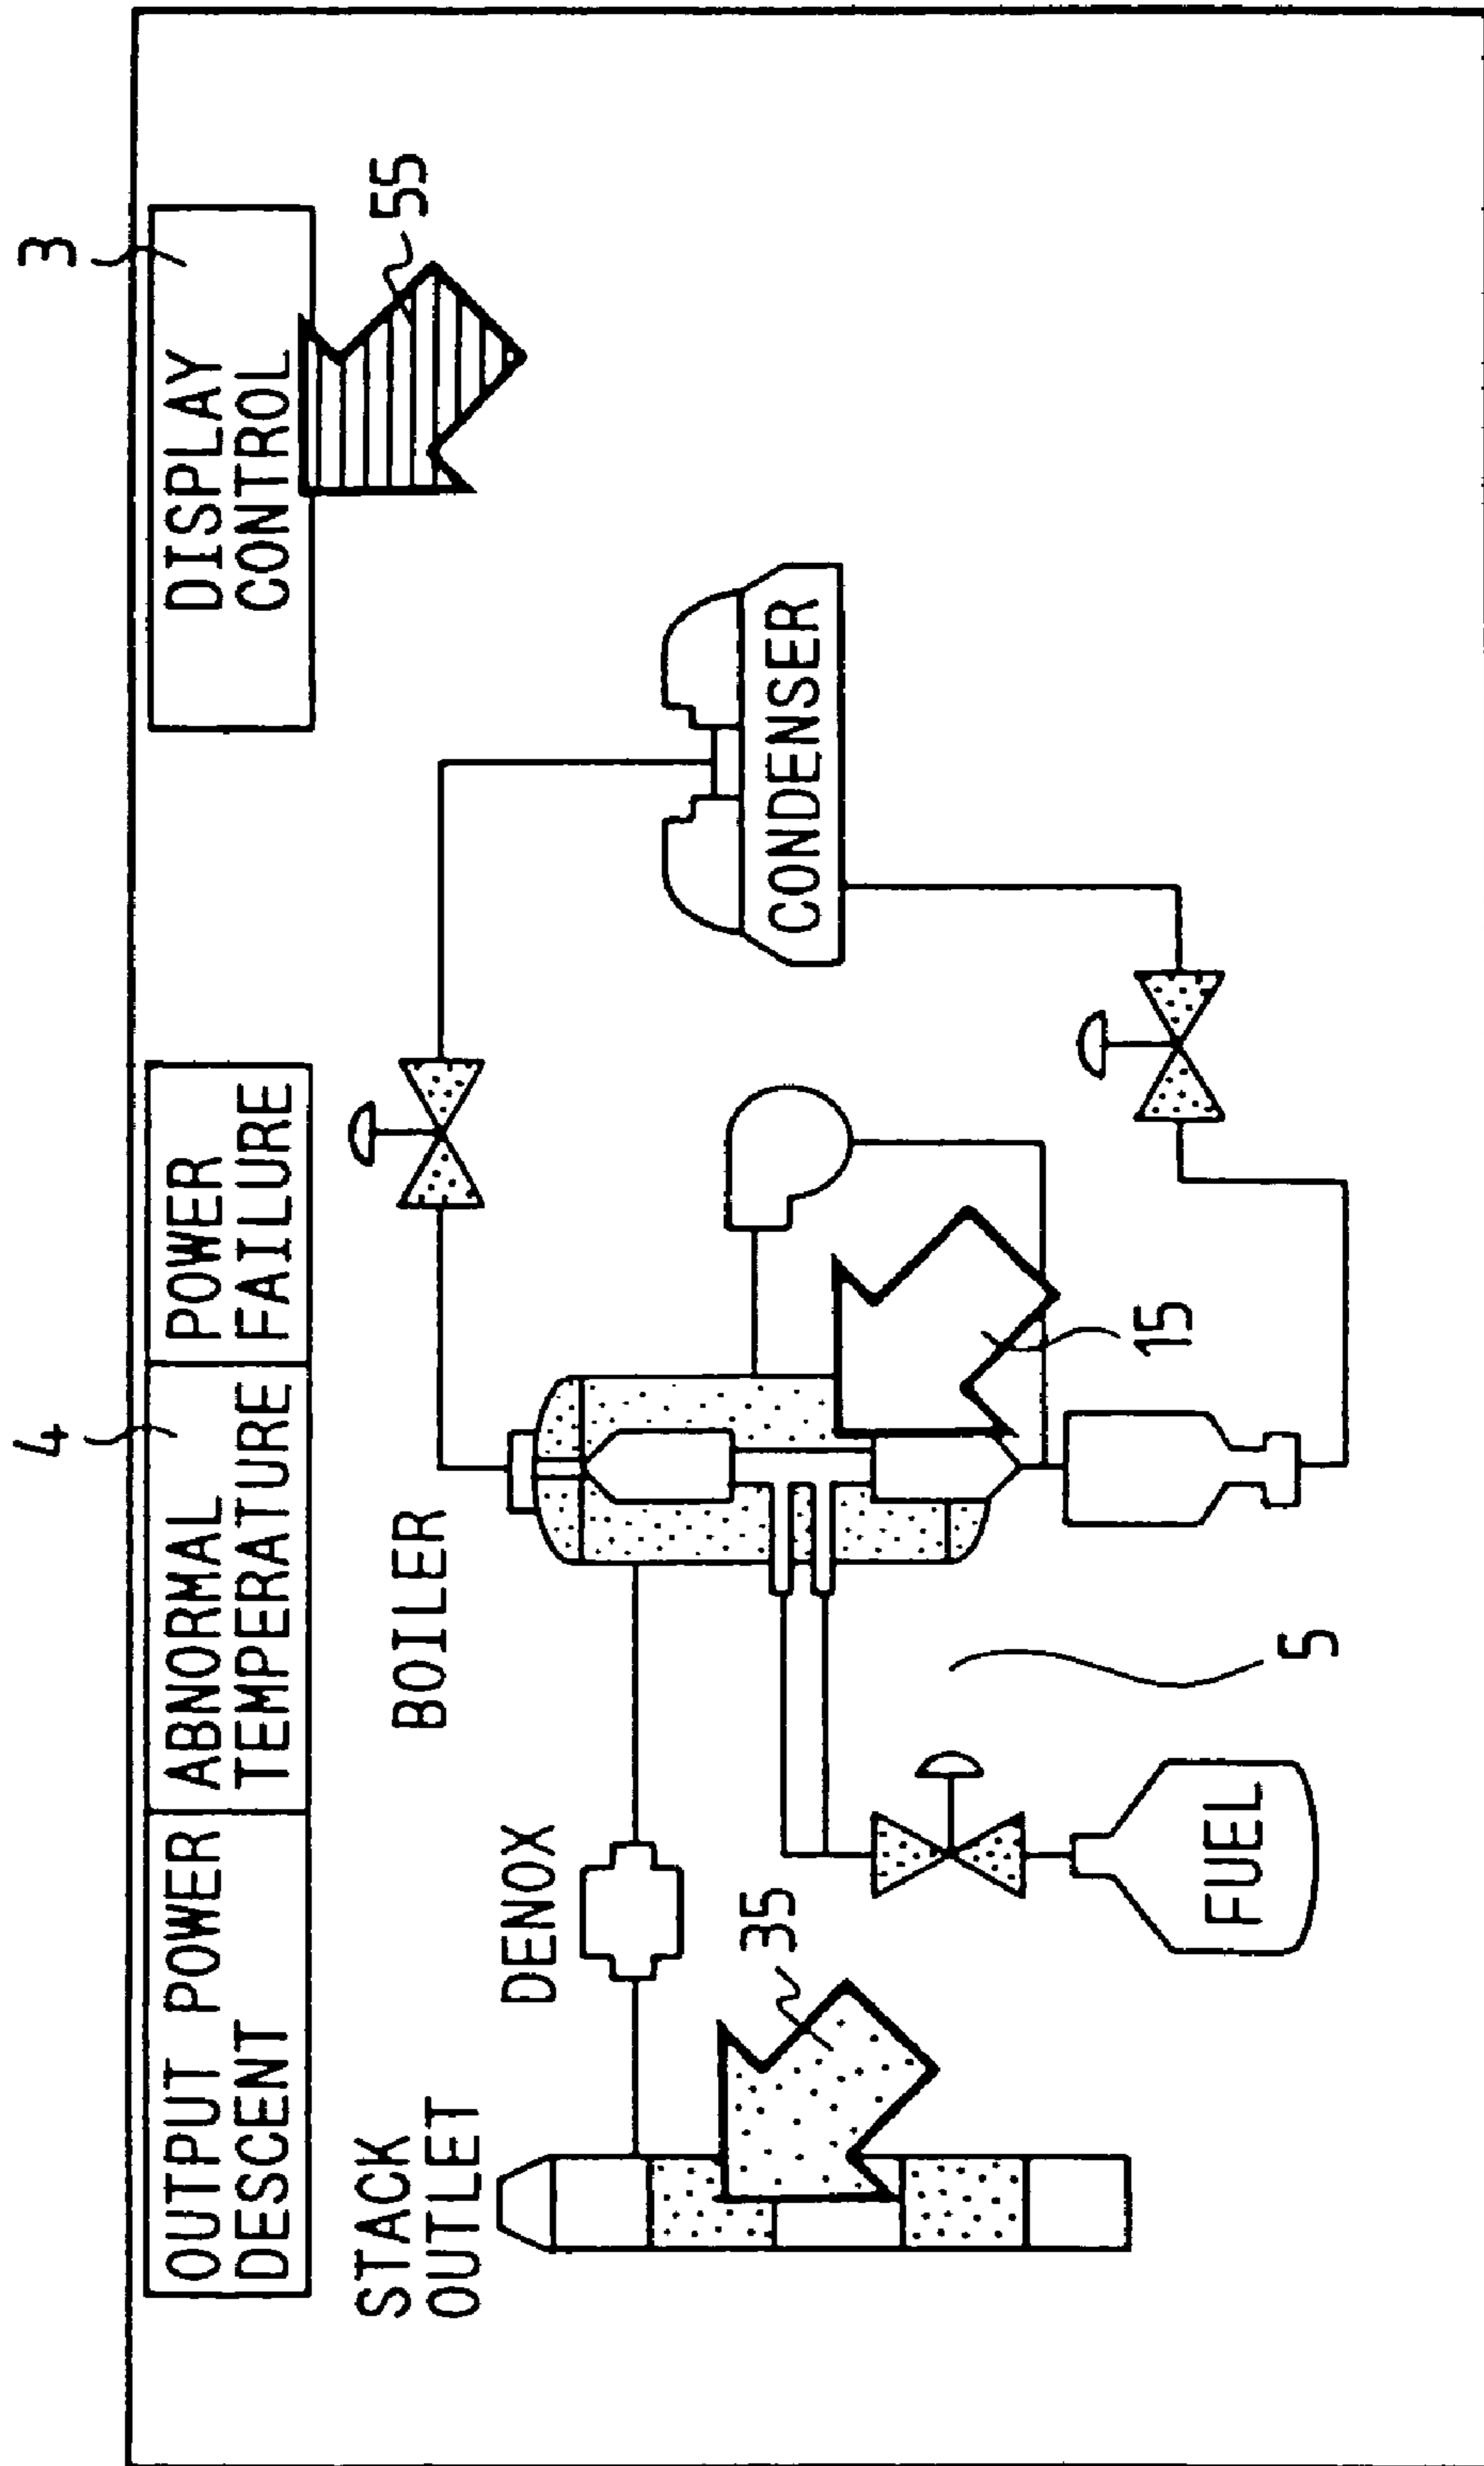 4
3
OUTPUT POWER
DESCENT
ABNORMAL
TEMPERATURE
POWER
FAILURE
DISPLAY
CONTROL
55
STACK
OUTLET
DENOX
BOILER
35
CONDENSER
15
FUEL
5